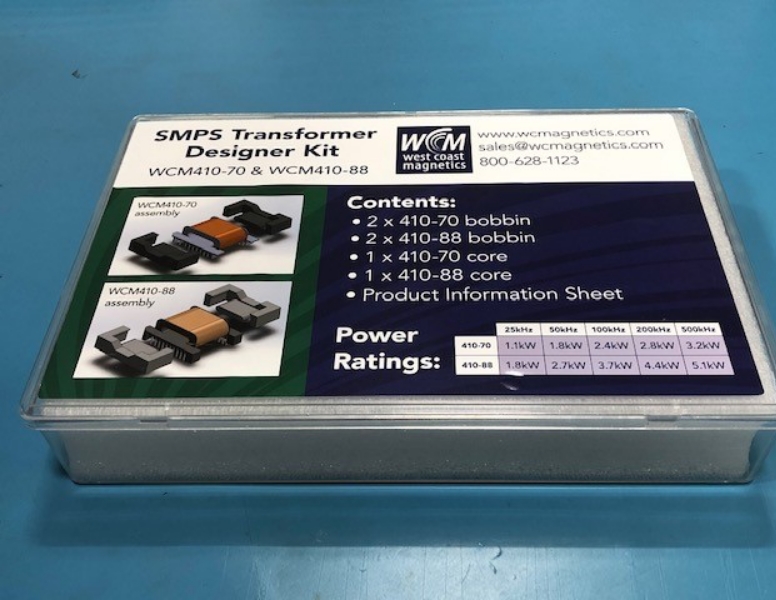 SMPS Transformer
Designer Kit
WCM410-70 & WCM410-88
WCM
west coast
magnetics
www.wcmagnetics.com
sales@wcmagnetics.com
800-628-1123
WCM410-70
assembly
WCM410-88
assembly
Contents:
• 2 x 410-70 bobbin
• 2 x 410-88 bobbin
• 1 x 410-70 core
• 1 x 410-88 core
• Product Information Sheet
Power
Ratings:
25kHz 50kHz 100kHz 200kHz 500kHz
410-70 1.1kW 1.8kW 2.4kW 2.8kW 3.2kW
410-88 1.8kW 2.7kW 3.7kW 4.4kW 5.1kW